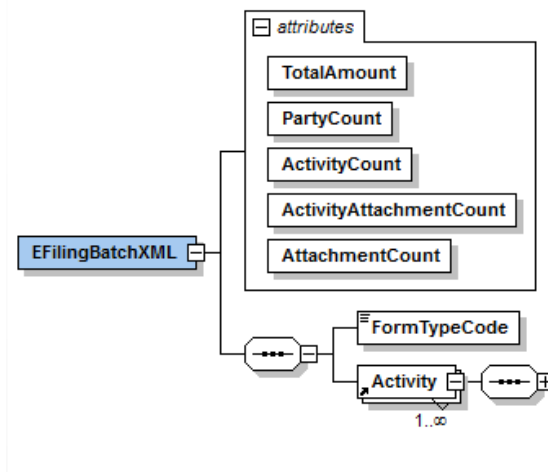 attributes
TotalAmount
PartyCount
ActivityCount
ActivityAttachmentCount
AttachmentCount
EFilingBatchXML
FormTypeCode
Activity
1..∞